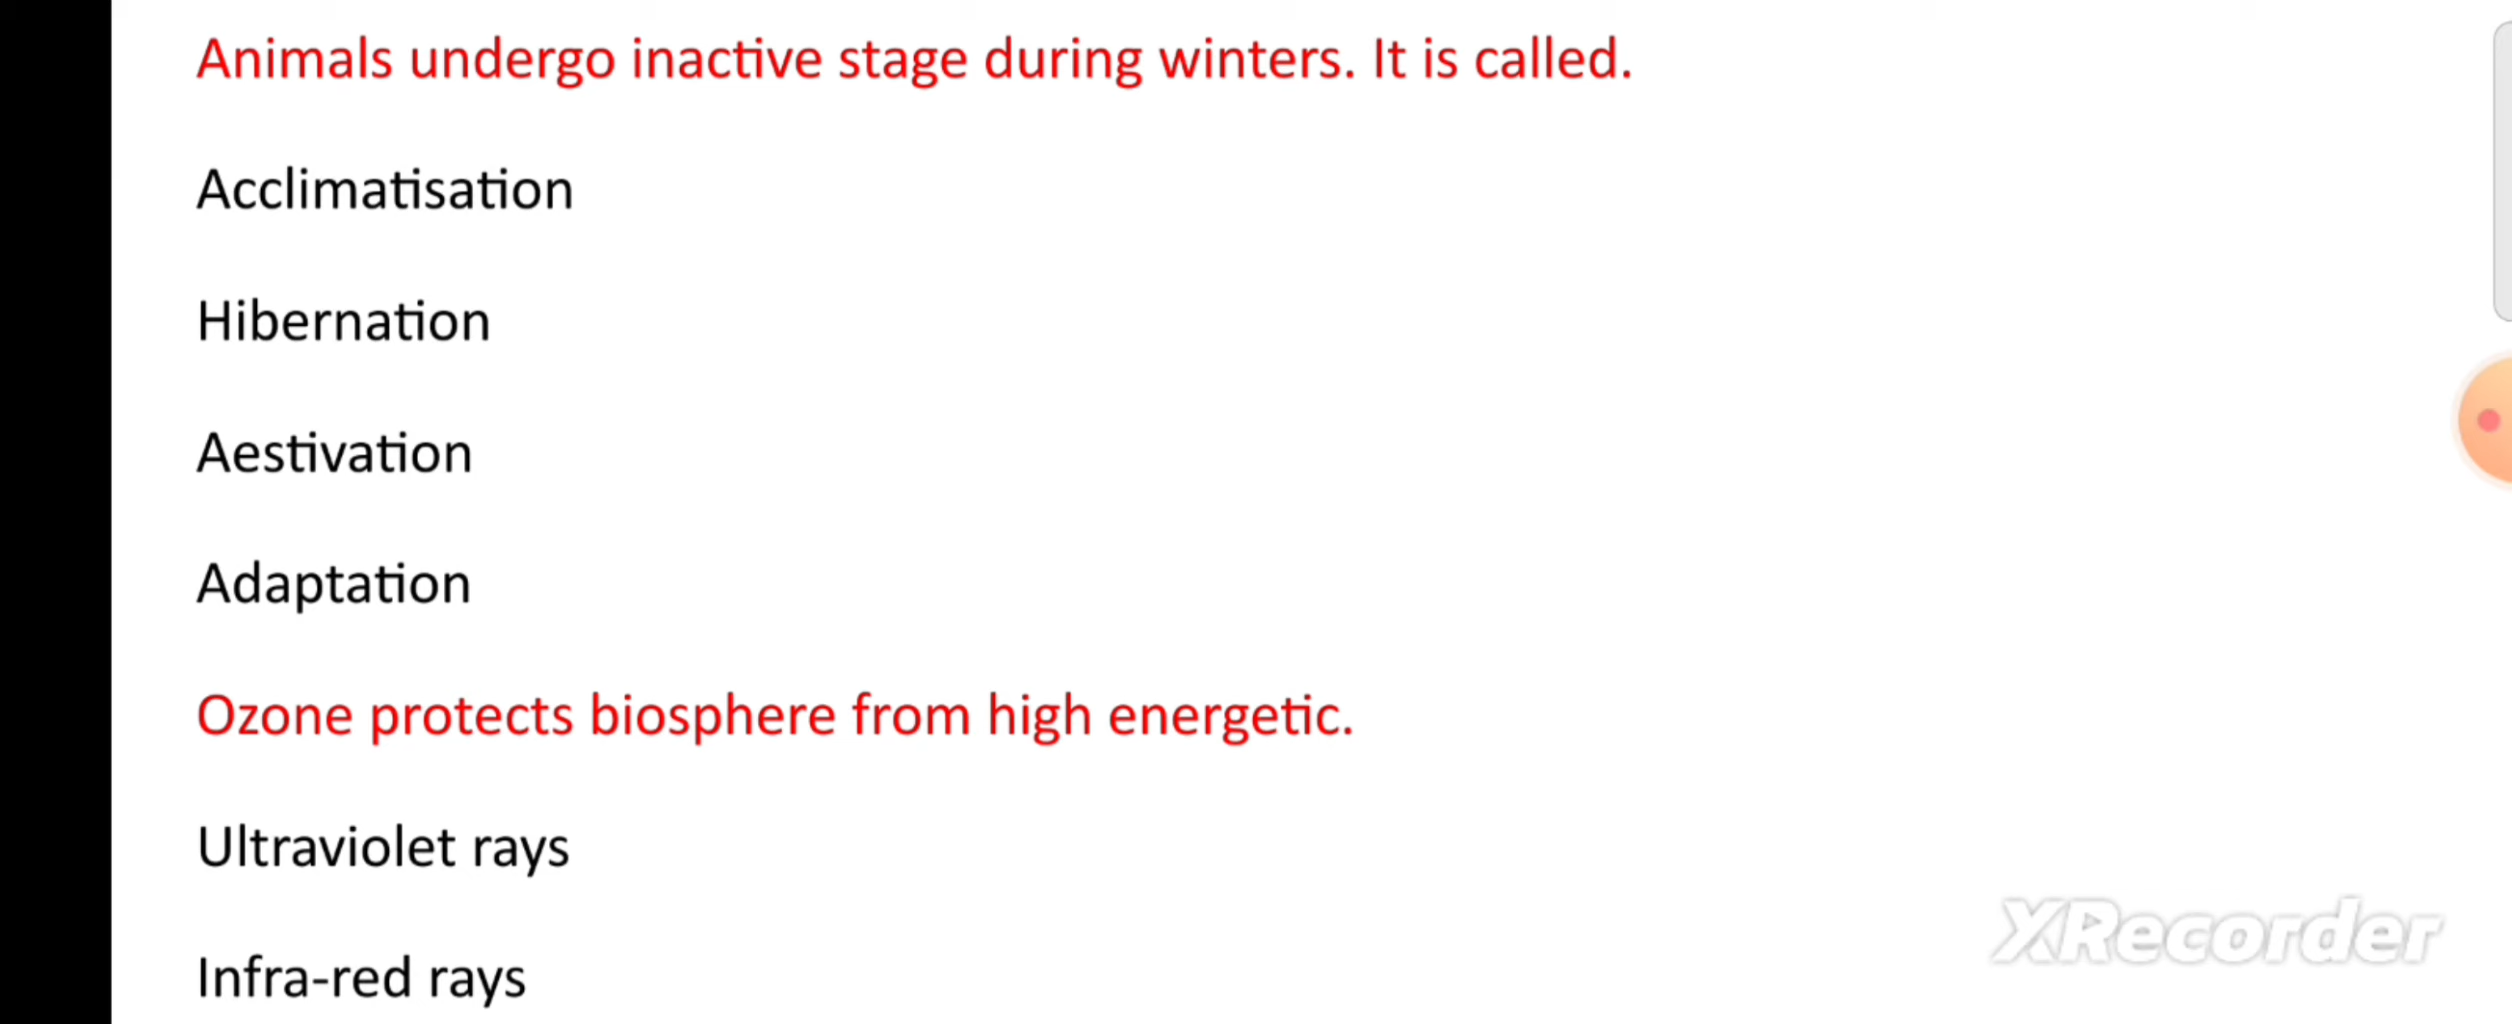 Animals undergo inactive stage during winters. It is called.
Acclimatisation
Hibernation
Aestivation
Adaptation
Ozone protects biosphere from high energetic.
Ultraviolet rays
Infra-red rays
XRecorder